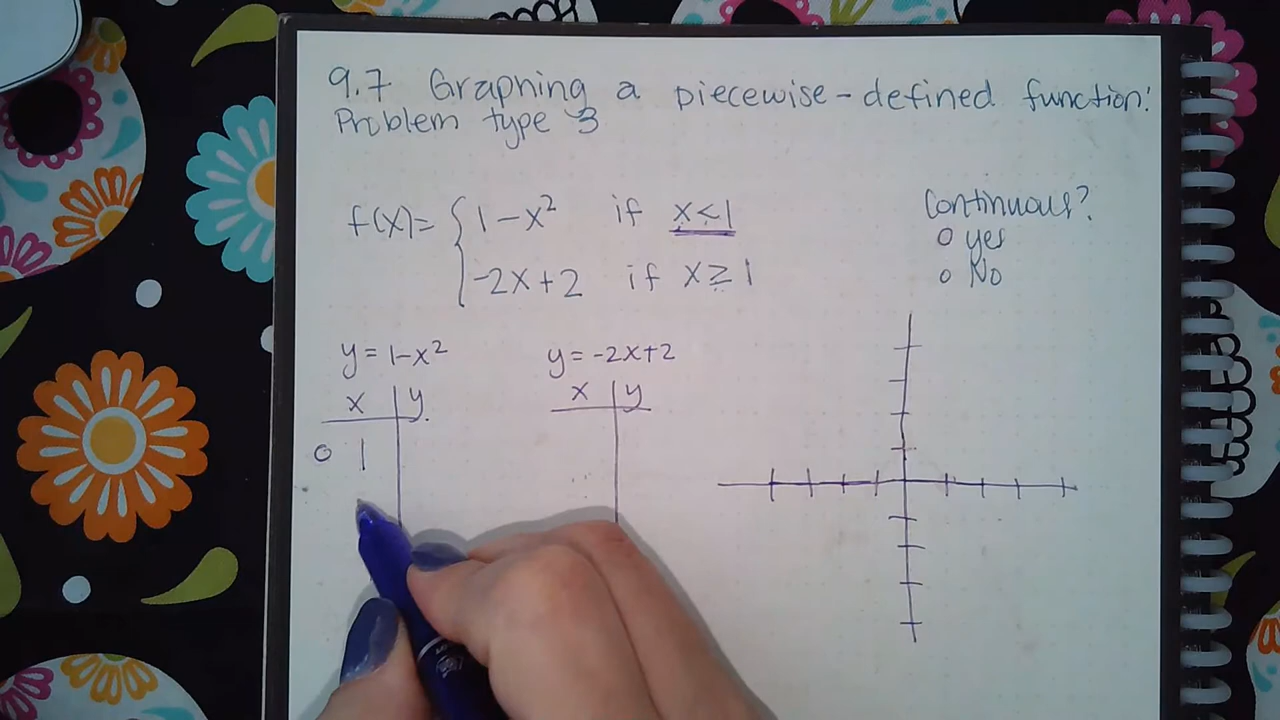 9.7 Graphing a piecewise-defined function:
Problem type 3
f(x)= { 1-x² if x<1
-2x+2 if x≥1
Continuous?
o yes
o No
y=1-x²
x | y
o 1
y=-2x+2
x | y